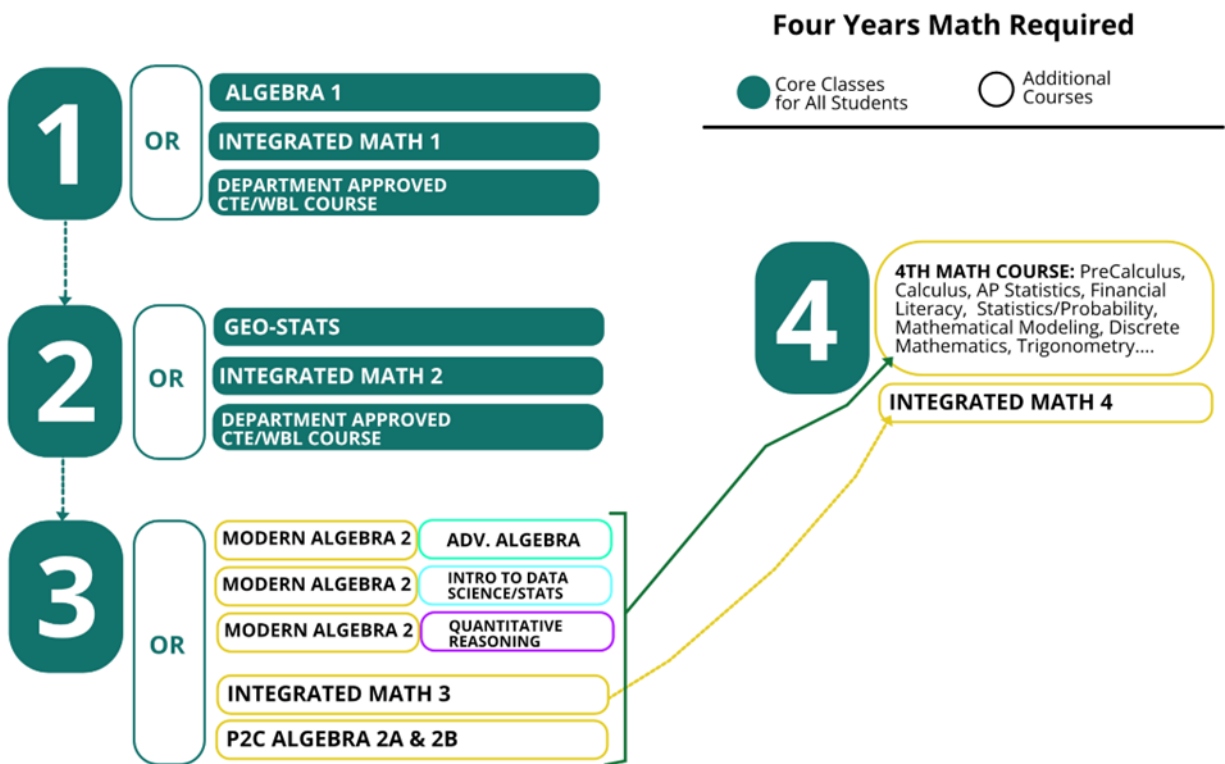 Four Years Math Required
Core Classes
for All Students
Additional
Courses
1
OR
ALGEBRA 1
INTEGRATED MATH 1
DEPARTMENT APPROVED
CTE/WBL COURSE
2
OR
GEO-STATS
INTEGRATED MATH 2
DEPARTMENT APPROVED
CTE/WBL COURSE
3
OR
MODERN ALGEBRA 2
ADV. ALGEBRA
MODERN ALGEBRA 2
INTRO TO DATA
SCIENCE/STATS
MODERN ALGEBRA 2
QUANTITATIVE
REASONING
INTEGRATED MATH 3
P2C ALGEBRA 2A & 2B
4
4TH MATH COURSE: PreCalculus,
Calculus, AP Statistics, Financial
Literacy, Statistics/Probability,
Mathematical Modeling, Discrete
Mathematics, Trigonometry....
INTEGRATED MATH 4